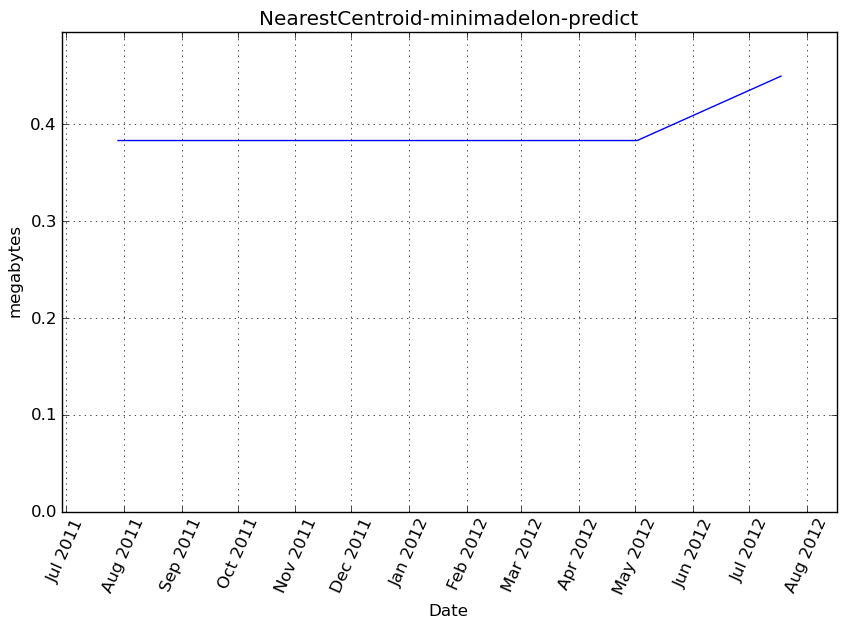 NearestCentroid-minimadelon-predict
megabytes
0.4
0.3
0.2
0.1
0.0
Jul 2011
Aug 2011
Sep 2011
Oct 2011
Nov 2011
Dec 2011
Jan 2012
Feb 2012
Mar 2012
Apr 2012
May 2012
Jun 2012
Jul 2012
Aug 2012
Date